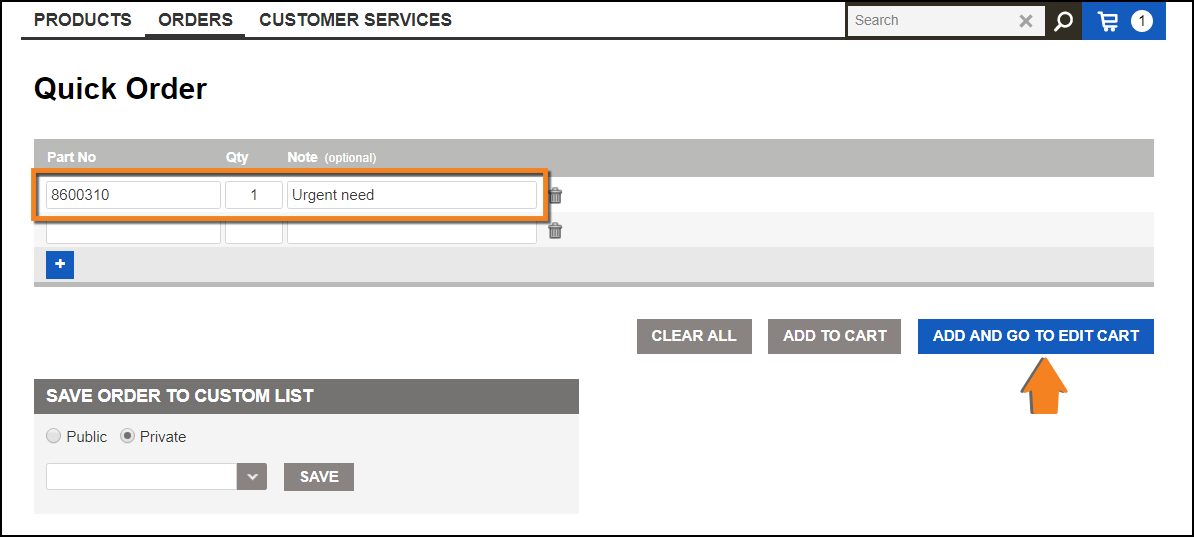 PRODUCTS ORDERS CUSTOMER SERVICES Search 1
Quick Order
Part No Qty Note (optional)
8600310 1 Urgent need
+
CLEAR ALL ADD TO CART ADD AND GO TO EDIT CART
SAVE ORDER TO CUSTOM LIST
Public Private
SAVE